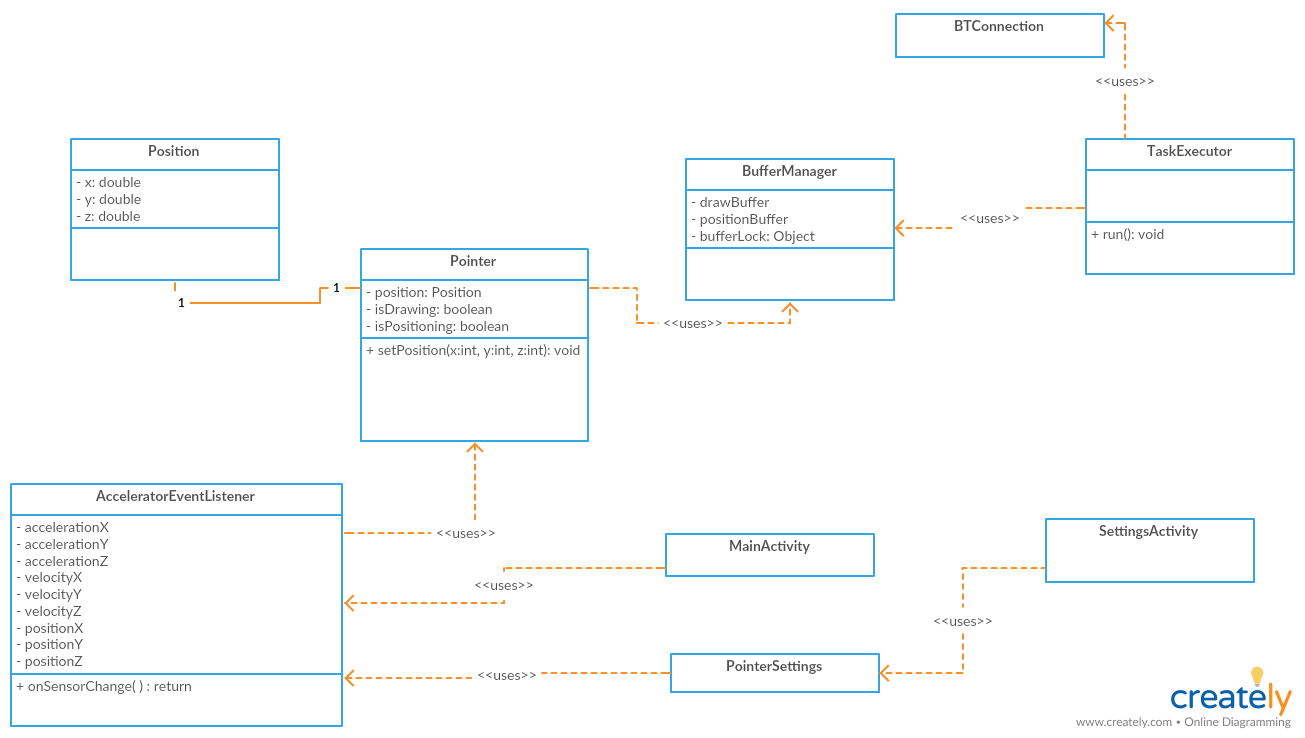 BTConnection
<<uses>>
Position
- x: double
- y: double
- z: double
TaskExecutor
+ run(): void
BufferManager
- drawBuffer
- positionBuffer
- bufferLock: Object
<<uses>>
Pointer
- position: Position
- isDrawing: boolean
- isPositioning: boolean
+ setPosition(x:int, y:int, z:int): void
1
1
<<uses>>
AcceleratorEventListener
- accelerationX
- accelerationY
- accelerationZ
- velocityX
- velocityY
- velocityZ
- positionX
- positionY
- positionZ
+ onSensorChange( ) : return
<<uses>>
MainActivity
<<uses>>
SettingsActivity
<<uses>>
PointerSettings
<<uses>>
creately
www.creately.com • Online Diagramming